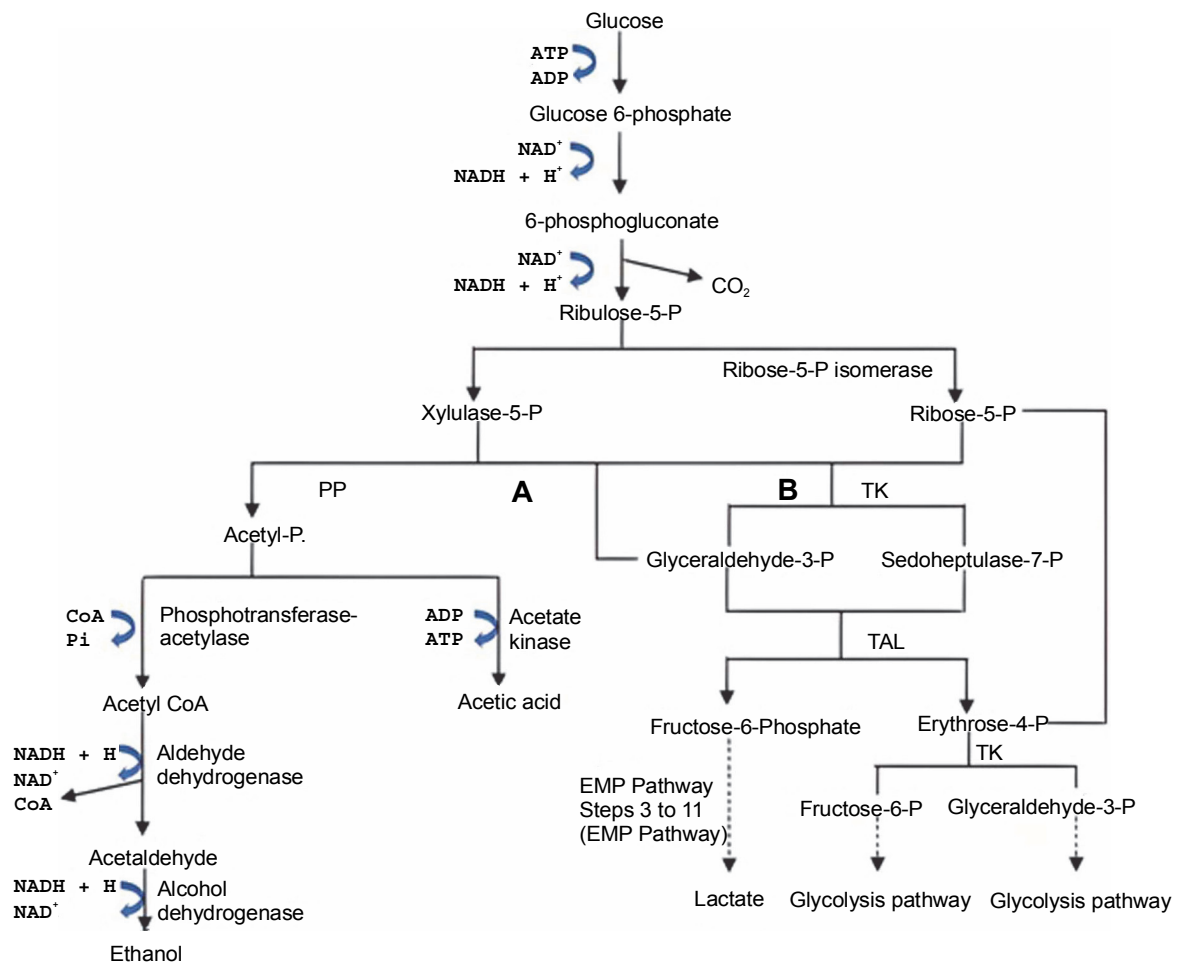 Glucose
ATP
ADP
Glucose 6-phosphate
NAD⁺
NADH + H⁺
6-phosphogluconate
NAD⁺
NADH + H⁺
CO₂
Ribulose-5-P
Ribose-5-P isomerase
Xylulase-5-P
Ribose-5-P
PP
A
B
TK
Acetyl-P.
Glyceraldehyde-3-P
Sedoheptulase-7-P
CoA
Pi
Phosphotransferase-
acetylase
ADP
ATP
Acetate
kinase
TAL
Acetyl CoA
Acetic acid
Fructose-6-Phosphate
Erythrose-4-P
TK
NADH + H
NAD⁺
CoA
Aldehyde
dehydrogenase
EMP Pathway
Steps 3 to 11
(EMP Pathway)
Fructose-6-P
Glyceraldehyde-3-P
Acetaldehyde
NADH + H
NAD⁺
Alcohol
dehydrogenase
Lactate
Glycolysis pathway
Glycolysis pathway
Ethanol